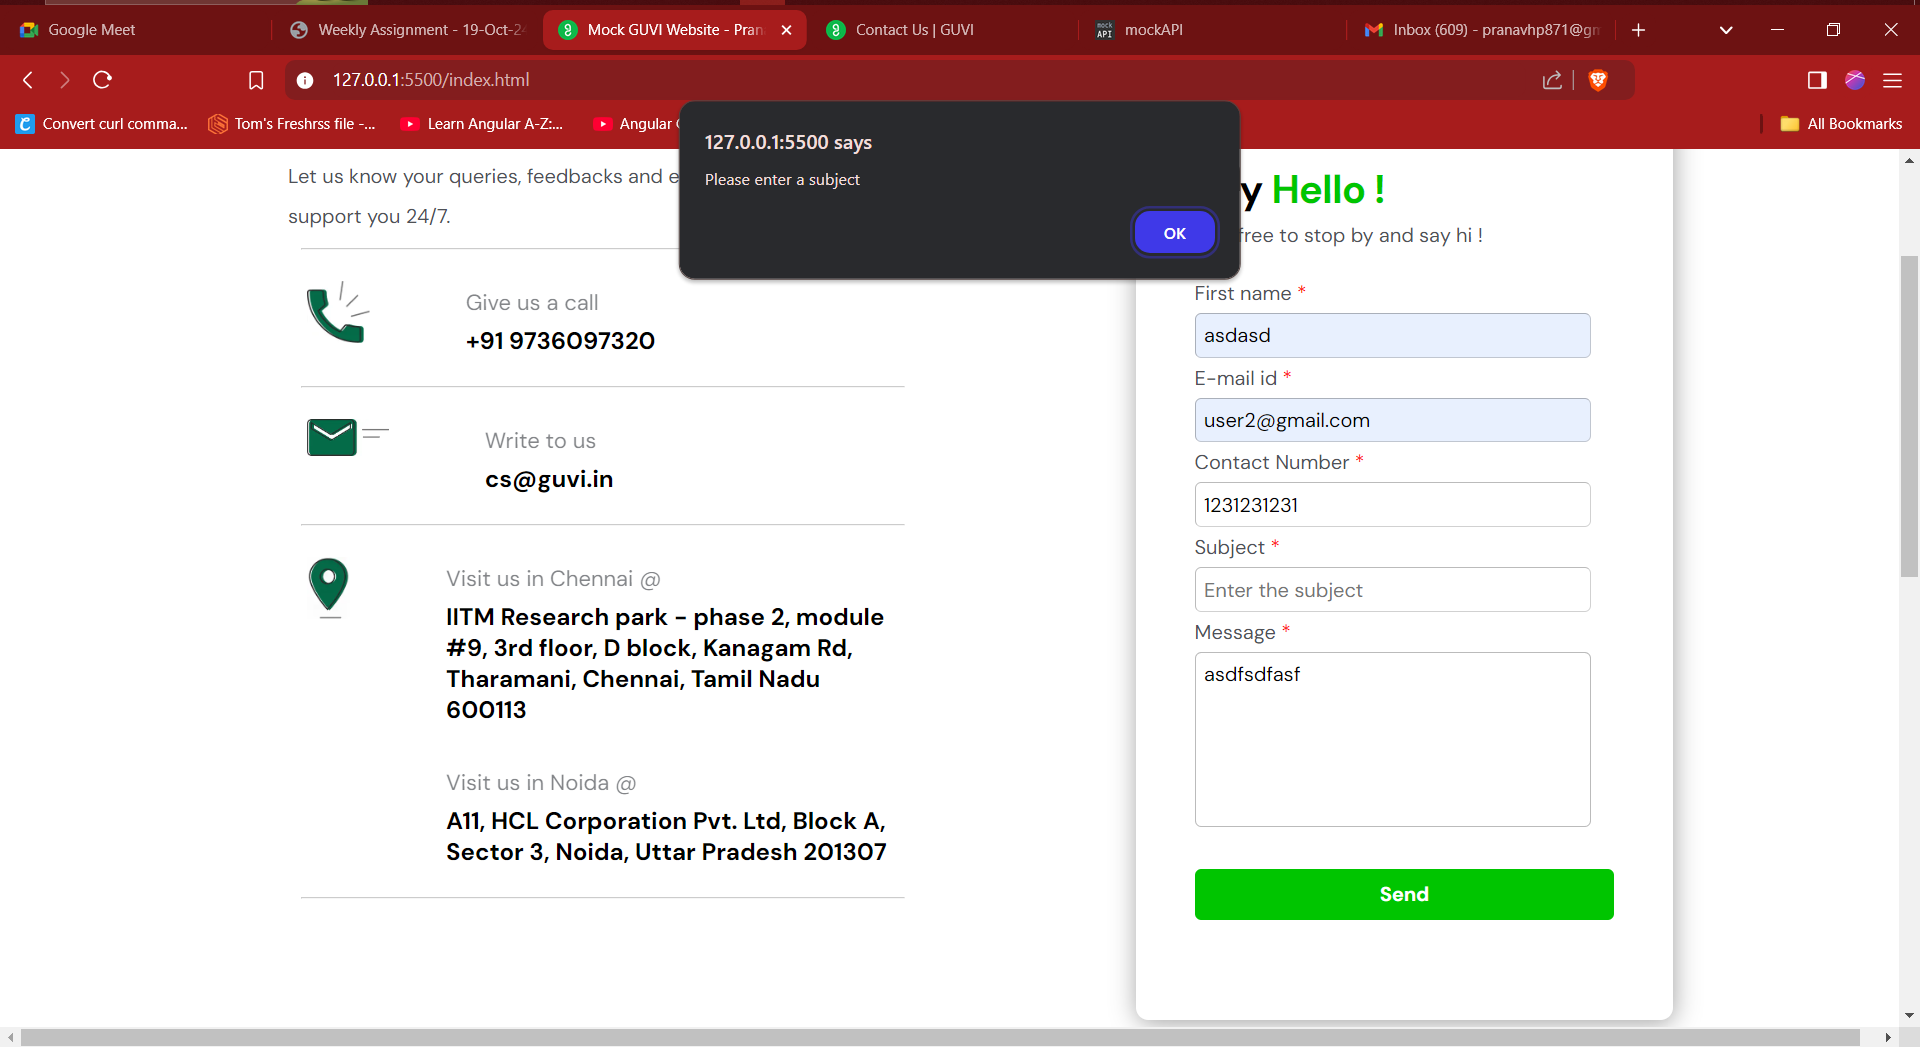 Google Meet
Weekly Assignment - 19-Oct-24
Mock GUVI Website - Pran
Contact Us | GUVI
mock
API
mockAPI
Inbox (609) - pranavhp871@gm
127.0.0.1:5500/index.html
Convert curl comma...
Tom's Freshrss file -...
Learn Angular A-Z:...
Angular
All Bookmarks
127.0.0.1:5500 says
Please enter a subject
OK
Let us know your queries, feedbacks and e
support you 24/7.
Give us a call
+91 9736097320
Write to us
cs@guvi.in
Visit us in Chennai @
IITM Research park - phase 2, module
#9, 3rd floor, D block, Kanagam Rd,
Tharamani, Chennai, Tamil Nadu
600113
Visit us in Noida @
A11, HCL Corporation Pvt. Ltd, Block A,
Sector 3, Noida, Uttar Pradesh 201307
y Hello !
free to stop by and say hi !
First name *
asdasd
E-mail id *
user2@gmail.com
Contact Number *
1231231231
Subject *
Enter the subject
Message *
asdfsdfasf
Send